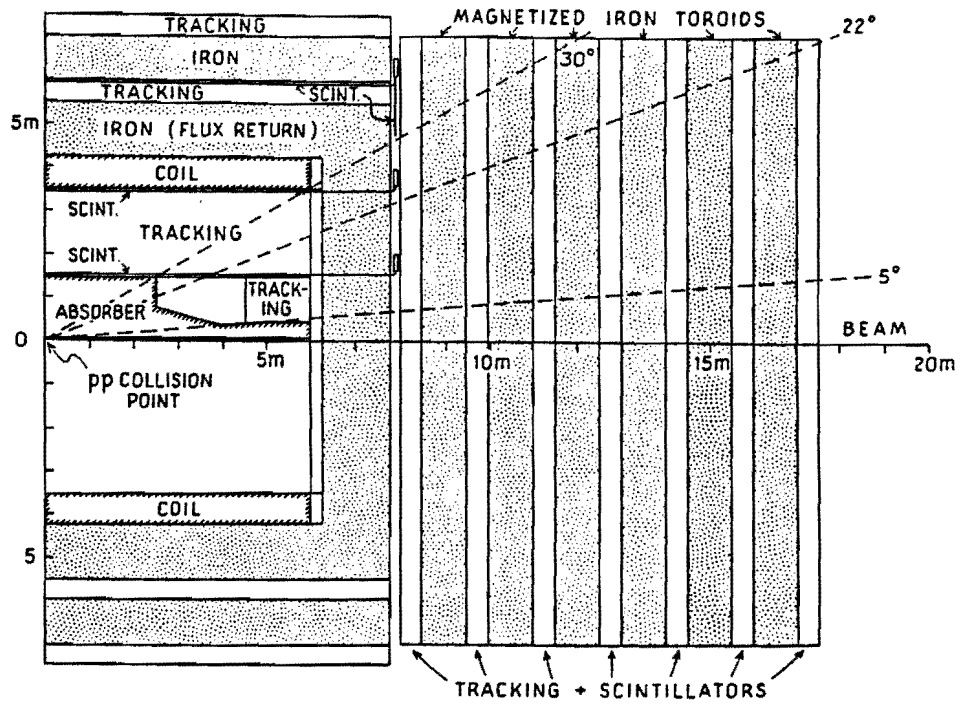 MAGNETIZED IRON TOROIDS
22°
TRACKING
IRON
30°
TRACKING
SCINT.
5m
IRON (FLUX RETURN)
COIL
SCINT.
TRACKING
SCINT.
TRACK-
ING
ABSORBER
5°
BEAM
0
5m
10m
15m
20m
pp COLLISION
POINT
COIL
5
TRACKING + SCINTILLATORS